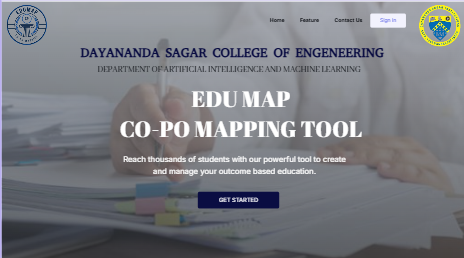 EDUMAP
Home
Feature
Contact Us
Sign In
DAYANANDA SAGAR COLLEGE OF ENGENEERING
DEPARTMENT OF ARTIFICIAL INTELLIGENCE AND MACHINE LEARNING
EDU MAP
CO-PO MAPPING TOOL
Reach thousands of students with our powerful tool to create
and manage your outcome based education.
GET STARTED